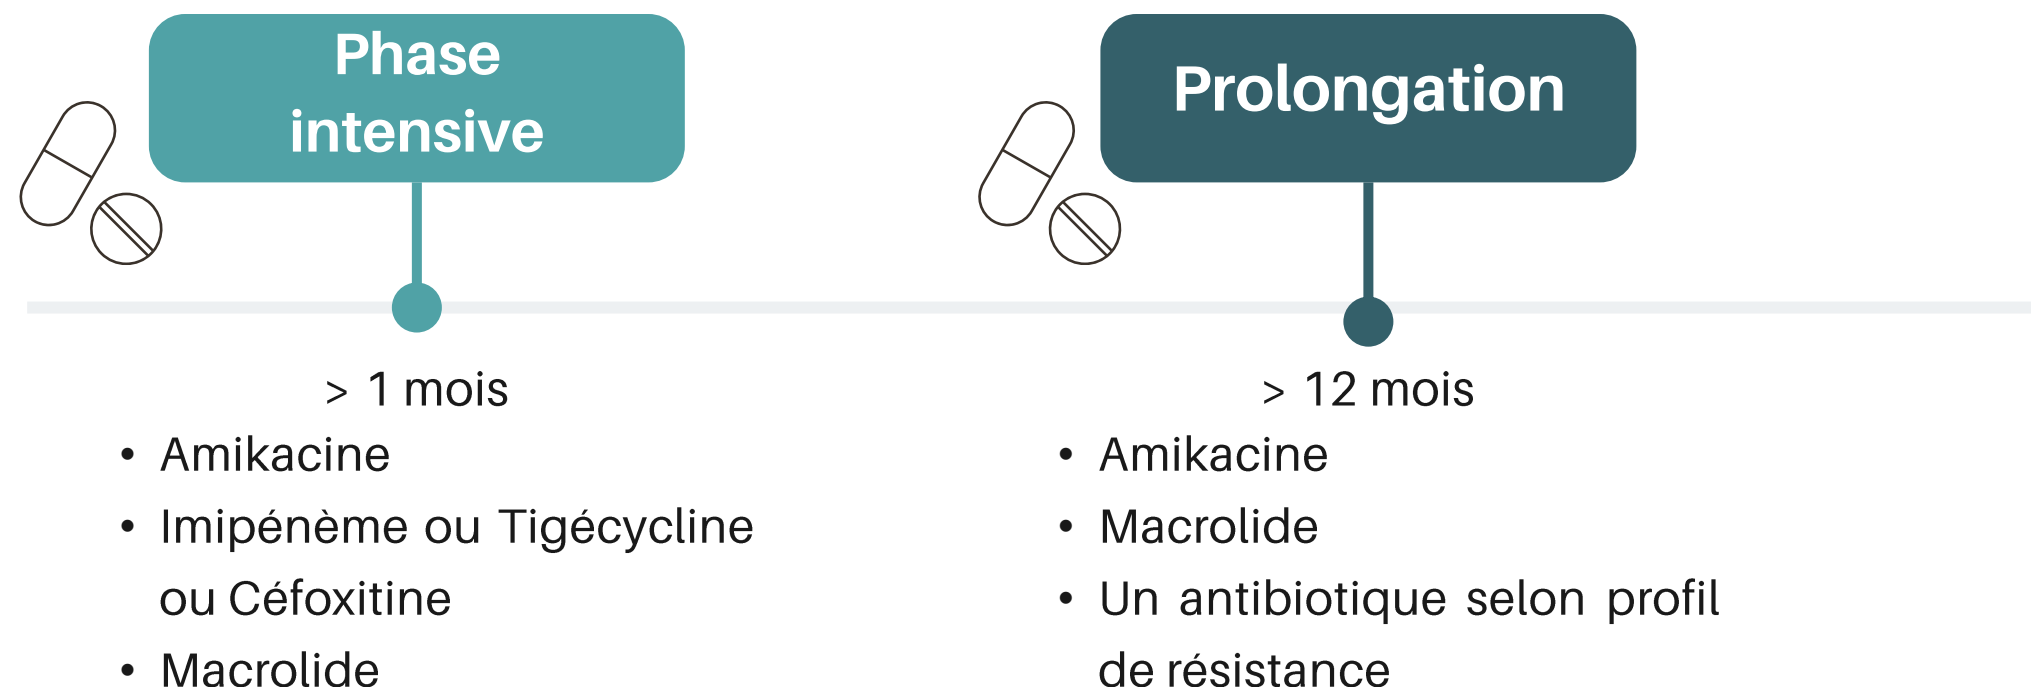 Phase
intensive
Prolongation
> 1 mois
• Amikacine
• Imipénème ou Tigécycline
ou Céfoxitine
• Macrolide
> 12 mois
• Amikacine
• Macrolide
• Un antibiotique selon profil
de résistance